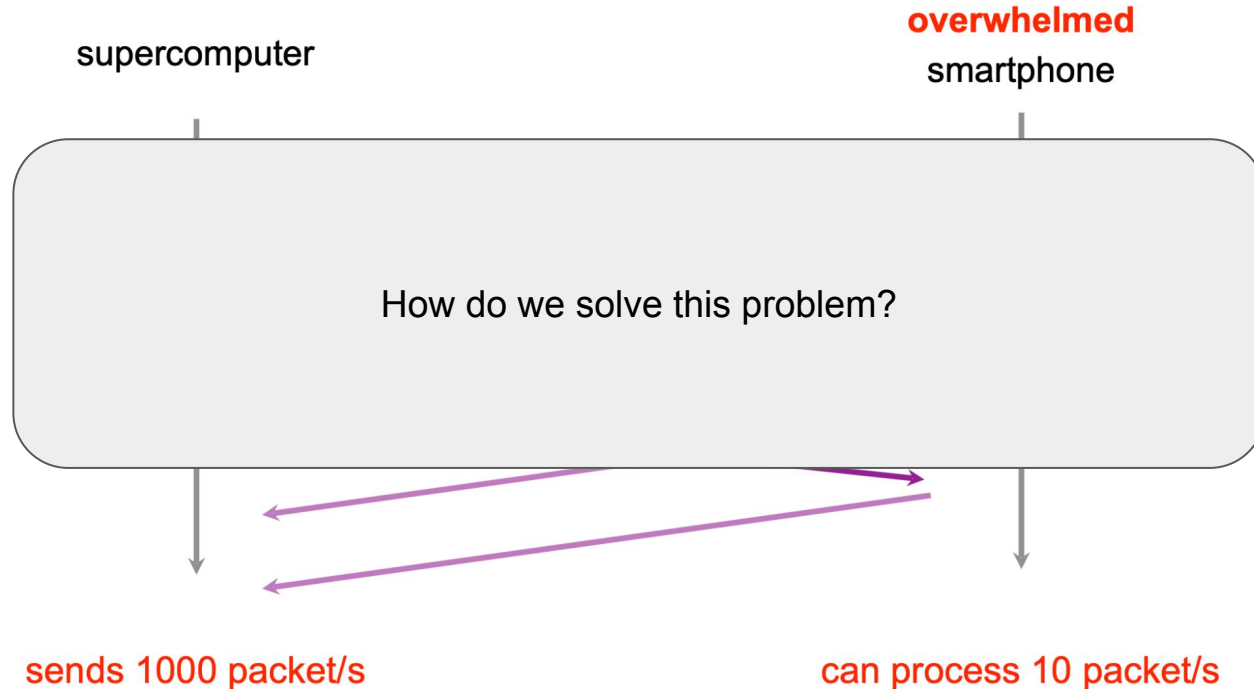 overwhelmed
supercomputer
smartphone
How do we solve this problem?
sends 1000 packet/s
can process 10 packet/s